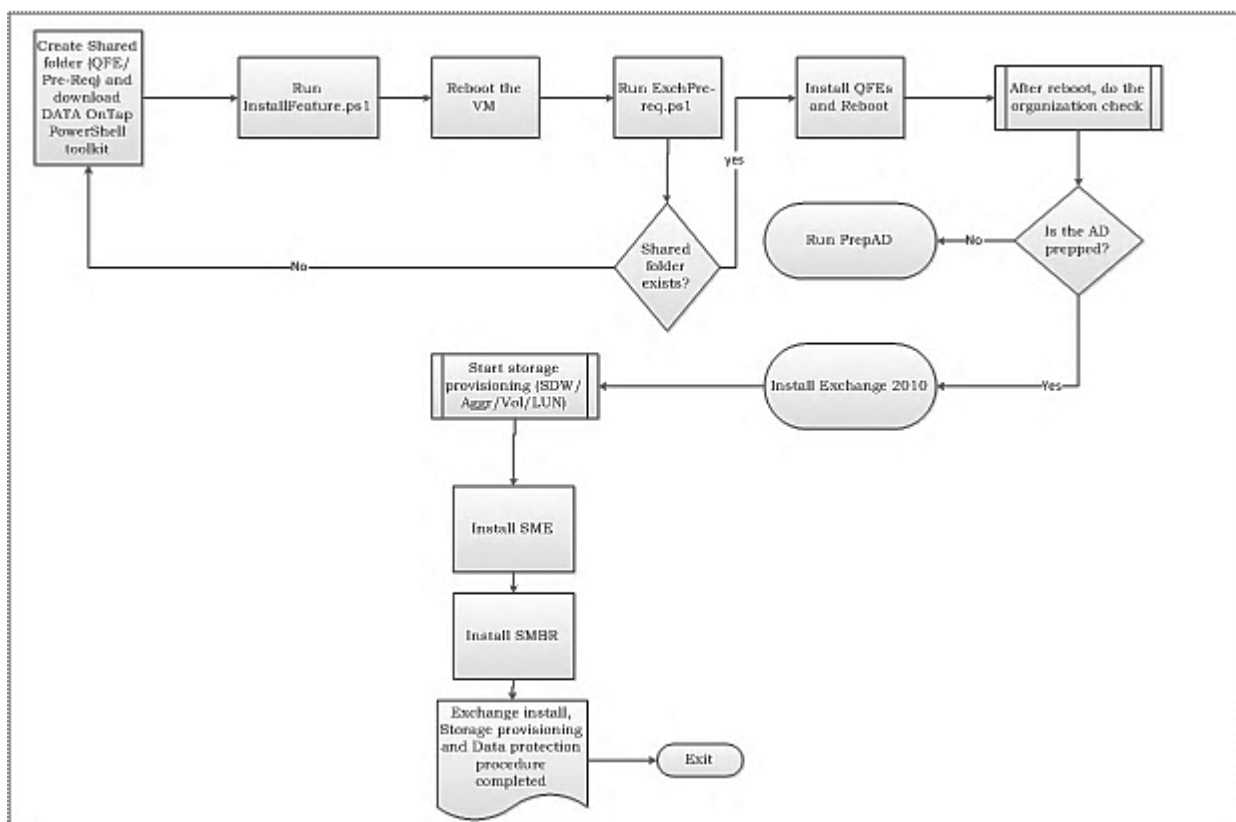 Create Shared
folder (QFE/
Pre-Req) and
download
DATA OnTap
PowerShell
toolkit
Run
InstallFeature.ps1
Reboot the
VM
Run ExchPre-
req.ps1
Install QFEs
and Reboot
After reboot, do the
organization check
yes
Shared
folder
exists?
No
Is the AD
prepped?
No
Run PrepAD
Yes
Install Exchange 2010
Start storage
provisioning (SDW/
Aggr/Vol/LUN)
Install SME
Install SMBR
Exchange install,
Storage provisioning
and Data protection
procedure
completed
Exit